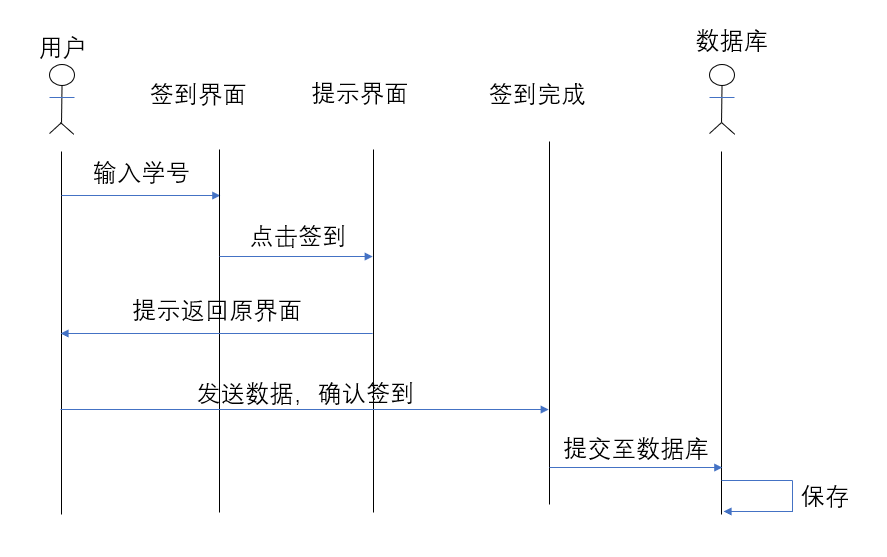 用户
数据库
签到界面
提示界面
签到完成
输入学号
点击签到
提示返回原界面
发送数据，确认签到
提交至数据库
保存